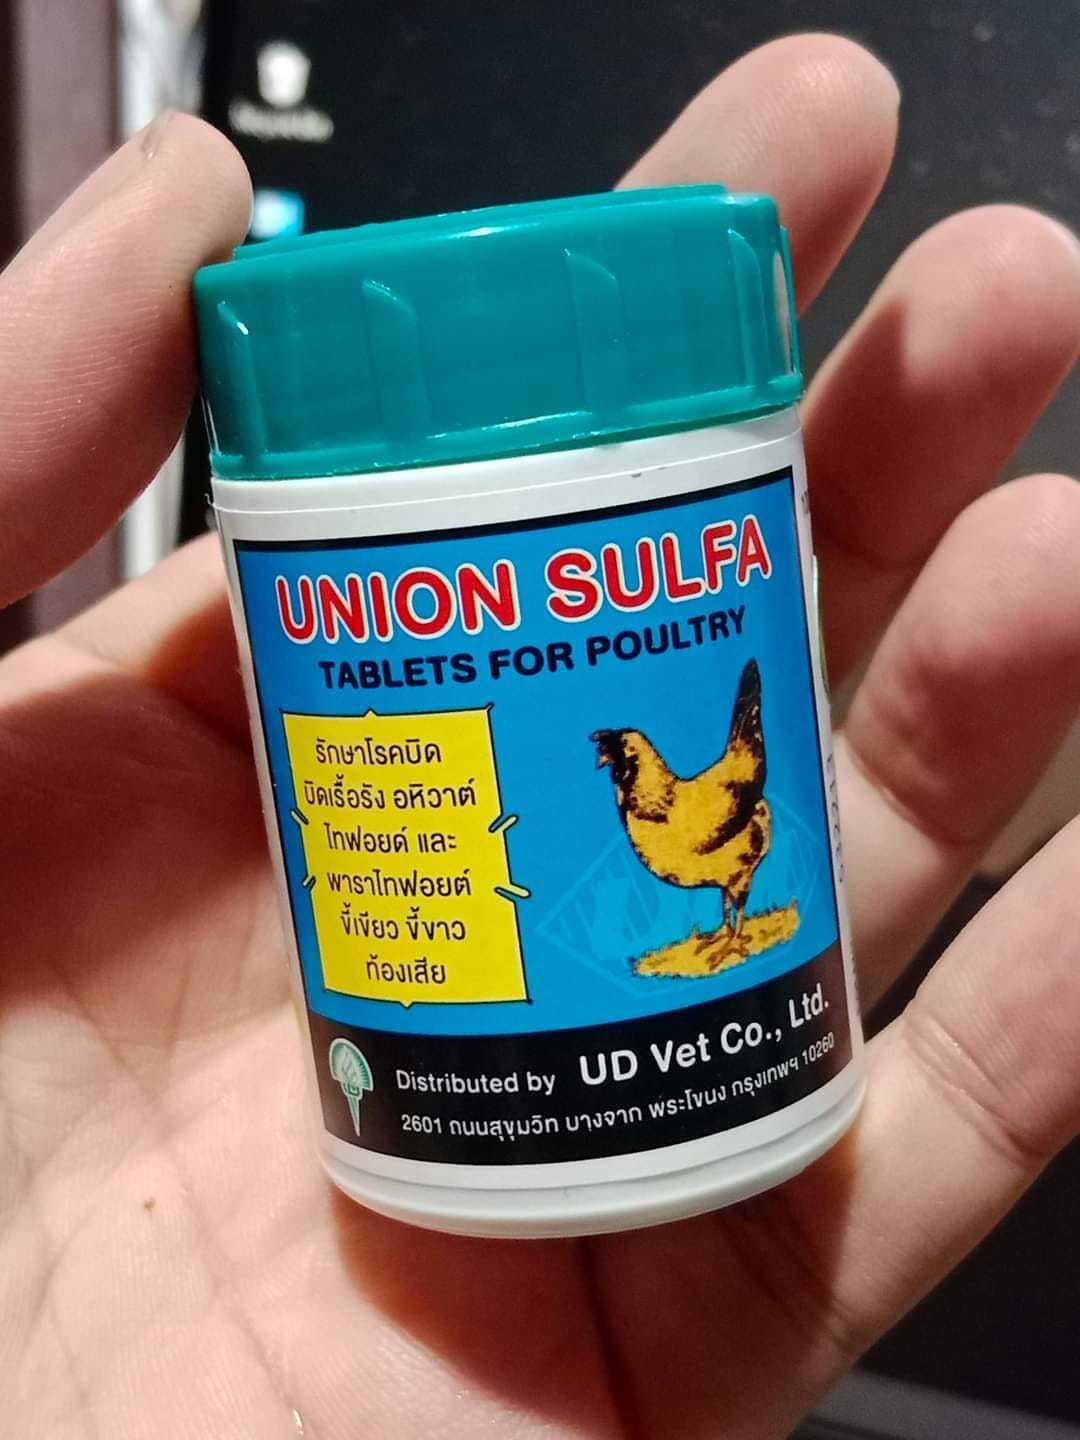 UNION SULFA
TABLETS FOR POULTRY
รักษาโรคบิด
บิดเรื้อรัง อหิวาต์
ไทฟอยด์ และ
พาราไทฟอยต์
ขี้เขียว ขี้ขาว
ท้องเสีย
Distributed by UD Vet Co., Ltd.
2601 ถนนสุขุมวิท บางจาก พระโขนง กรุงเทพฯ 10260